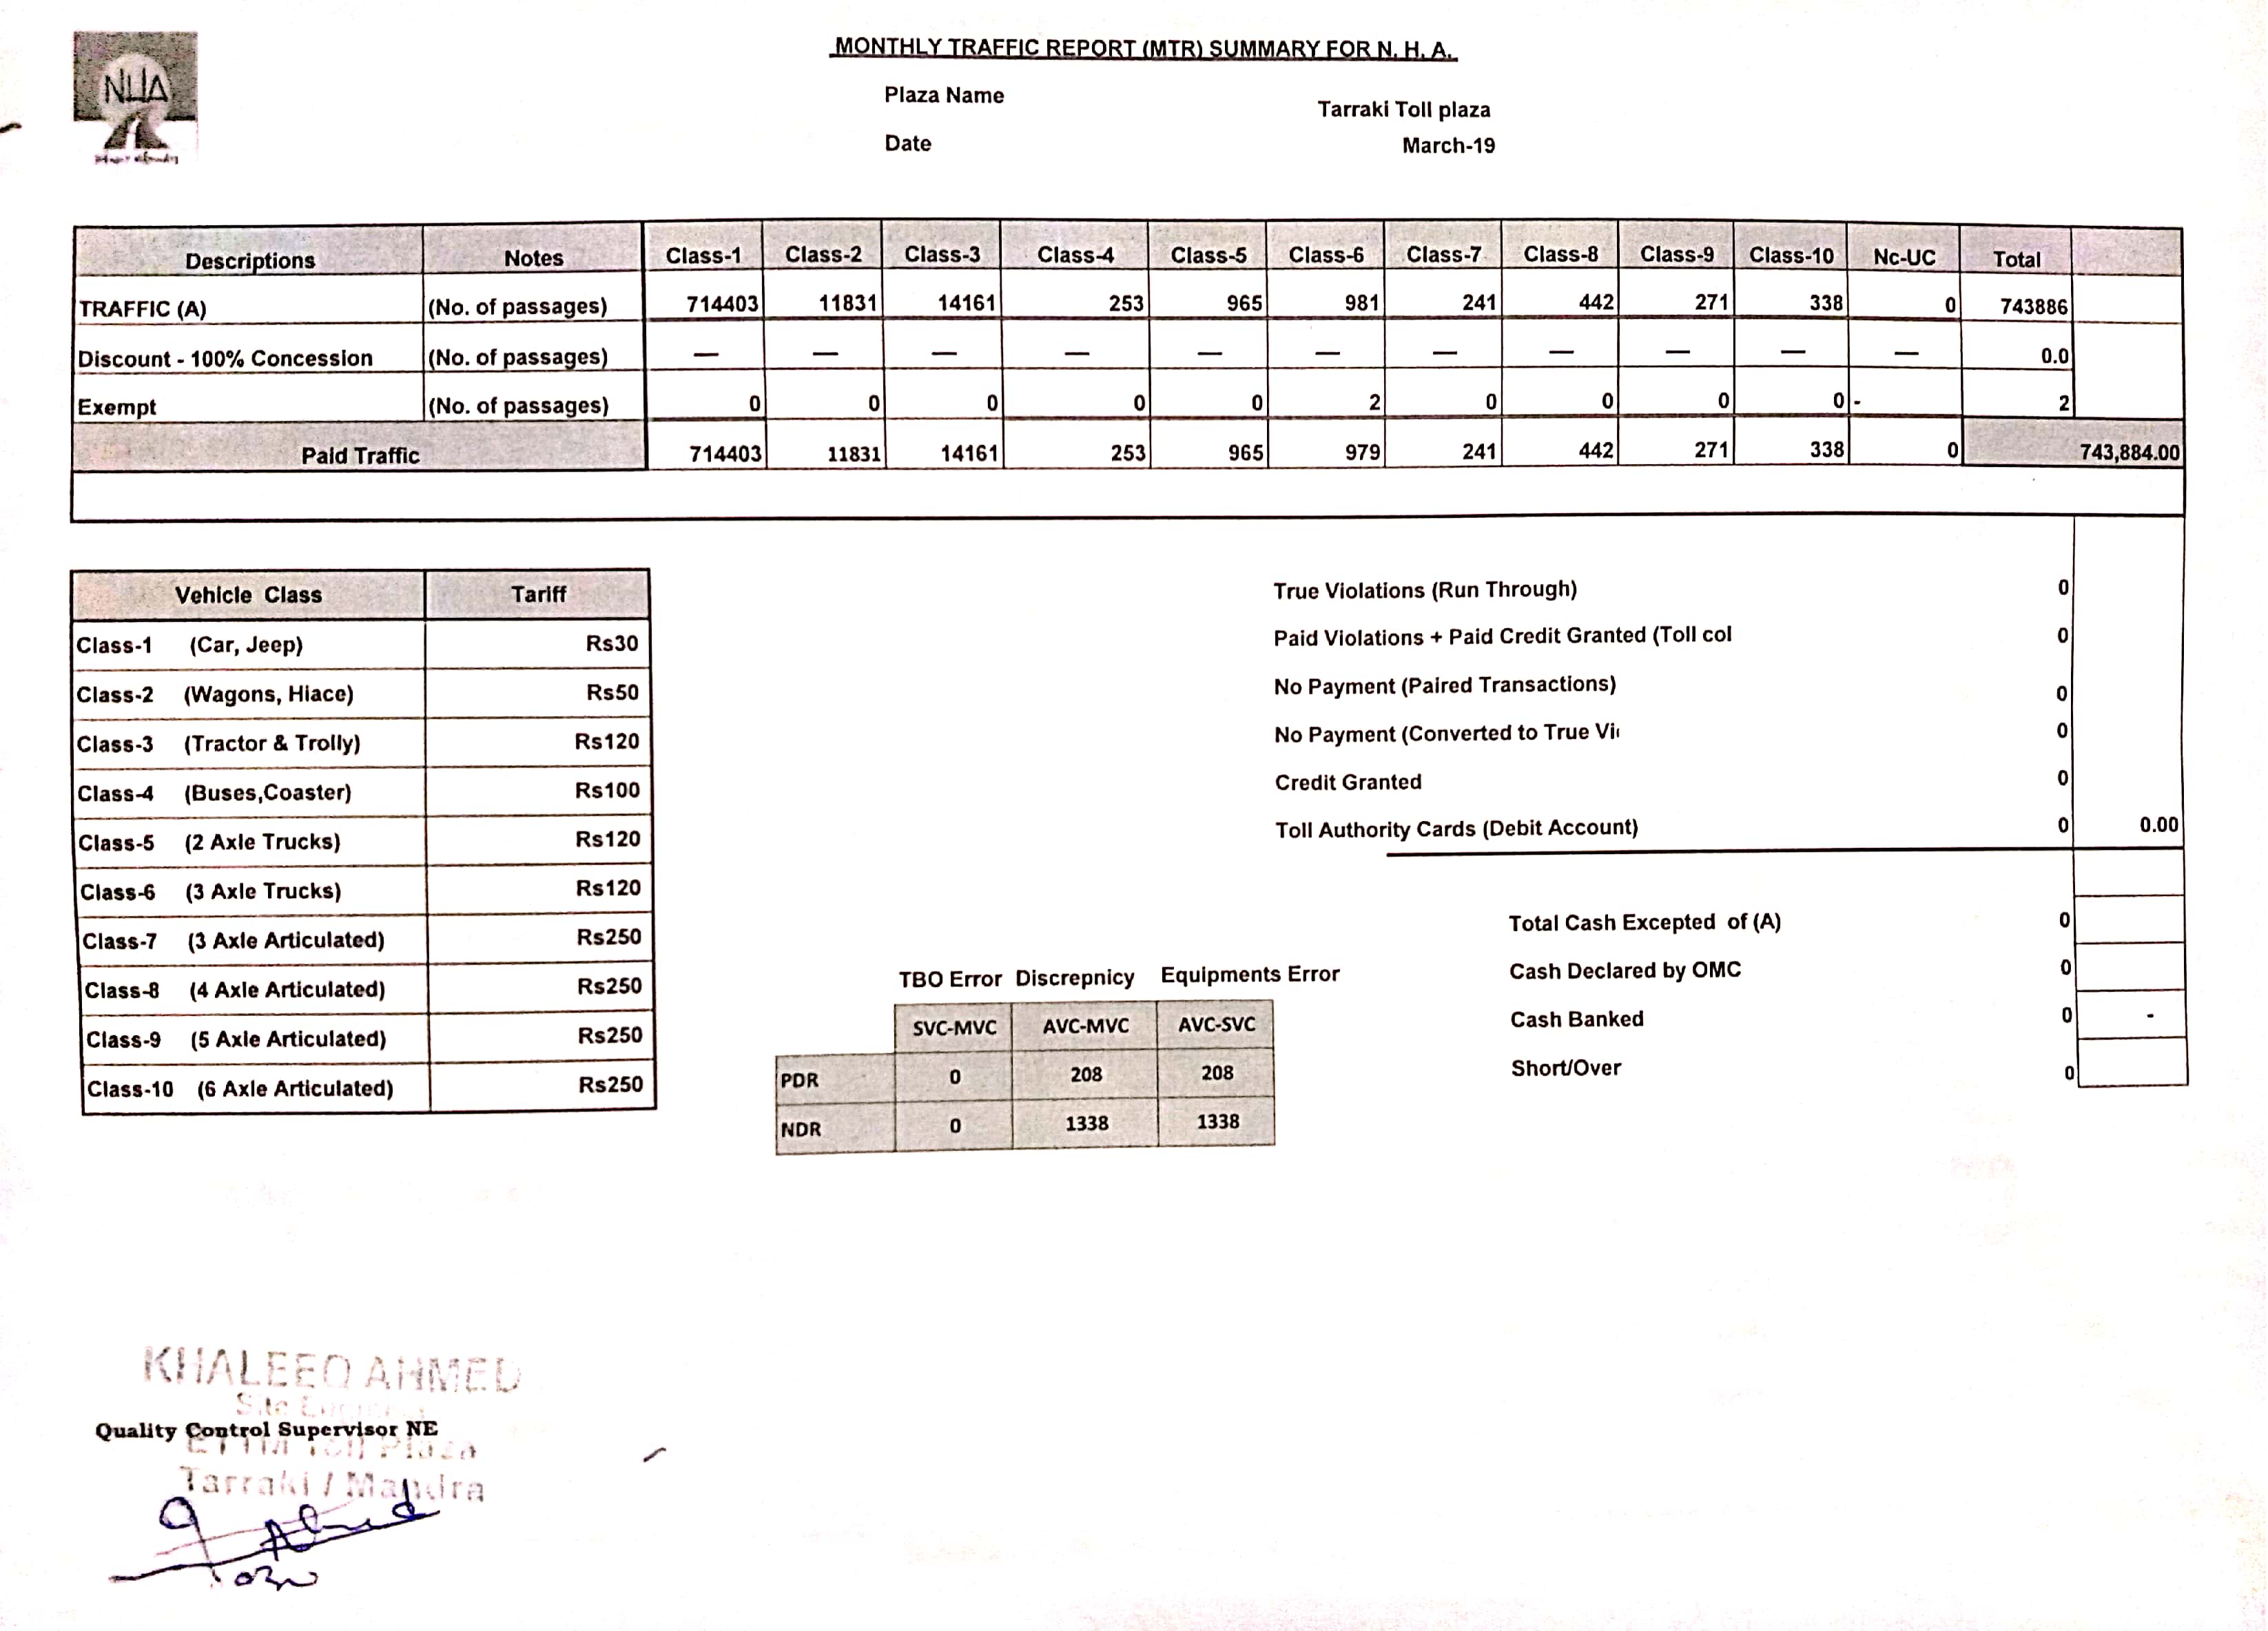 NHA
MONTHLY TRAFFIC REPORT (MTR) SUMMARY FOR N. H. A.
Plaza Name Tarraki Toll plaza
Date March-19
Descriptions Notes Class-1 Class-2 Class-3 Class-4 Class-5 Class-6 Class-7 Class-8 Class-9 Class-10 Nc-UC Total
TRAFFIC (A) (No. of passages) 714403 11831 14161 253 965 981 241 442 271 338 0 743886
Discount - 100% Concession (No. of passages) — — — — — — — — — — — 0.0
Exempt (No. of passages) 0 0 0 0 0 2 0 0 0 0 - 2
Paid Traffic 714403 11831 14161 253 965 979 241 442 271 338 0 743,884.00
Vehicle Class Tariff
Class-1 (Car, Jeep) Rs30
Class-2 (Wagons, Hiace) Rs50
Class-3 (Tractor & Trolly) Rs120
Class-4 (Buses,Coaster) Rs100
Class-5 (2 Axle Trucks) Rs120
Class-6 (3 Axle Trucks) Rs120
Class-7 (3 Axle Articulated) Rs250
Class-8 (4 Axle Articulated) Rs250
Class-9 (5 Axle Articulated) Rs250
Class-10 (6 Axle Articulated) Rs250
True Violations (Run Through) 0
Paid Violations + Paid Credit Granted (Toll col 0
No Payment (Paired Transactions) 0
No Payment (Converted to True Vi 0
Credit Granted 0
Toll Authority Cards (Debit Account) 0 0.00
Total Cash Excepted of (A) 0
Cash Declared by OMC 0
Cash Banked 0 -
Short/Over 0
TBO Error Discrepnicy Equipments Error
SVC-MVC AVC-MVC AVC-SVC
PDR 0 208 208
NDR 0 1338 1338
KHALEEQ AHMED
Site
Quality Control Supervisor NE
Toll Plaza
Tarraki / Mandra